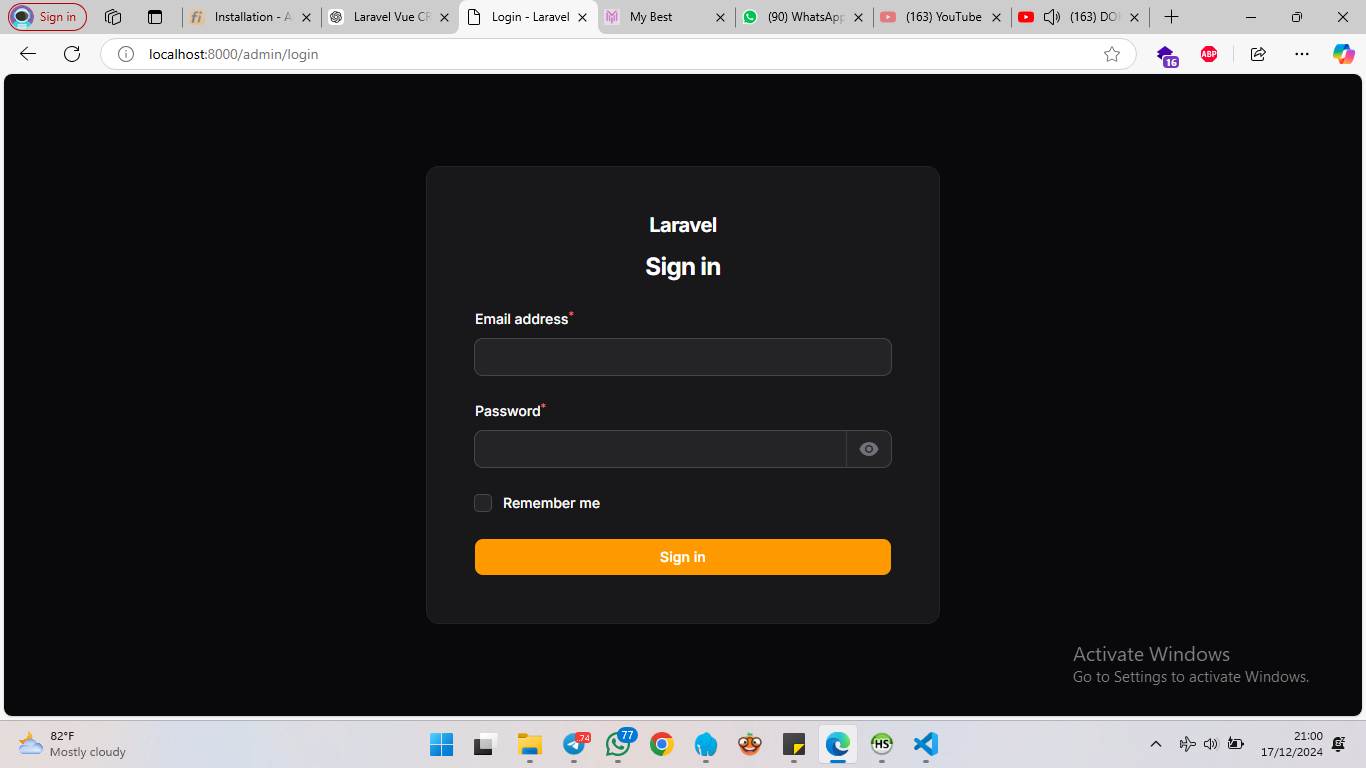 Sign in
Installation - A
Laravel Vue CR
Login - Laravel
My Best
(90) WhatsApp
(163) YouTube
(163) DO
localhost:8000/admin/login
16
ABP
Laravel
Sign in
Email address*
Password*
Remember me
Sign in
Activate Windows
Go to Settings to activate Windows.
82°F
Mostly cloudy
74
77
HS
21:00
17/12/2024